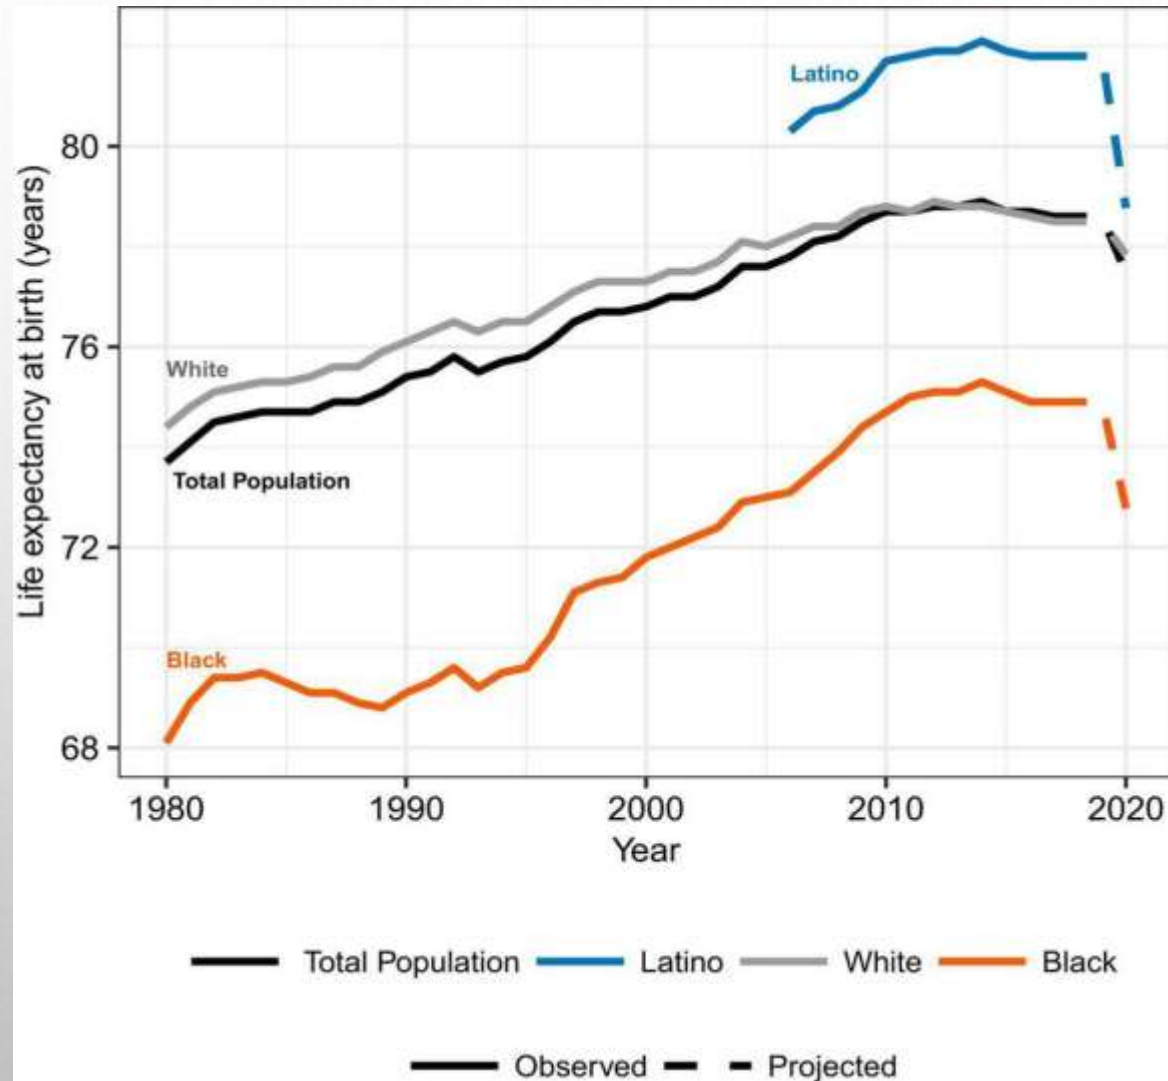 Life expectancy at birth (years)
80
76
72
68
Latino
White
Total Population
Black
1980 1990 2000 2010 2020
Year
Total Population Latino White Black
Observed Projected